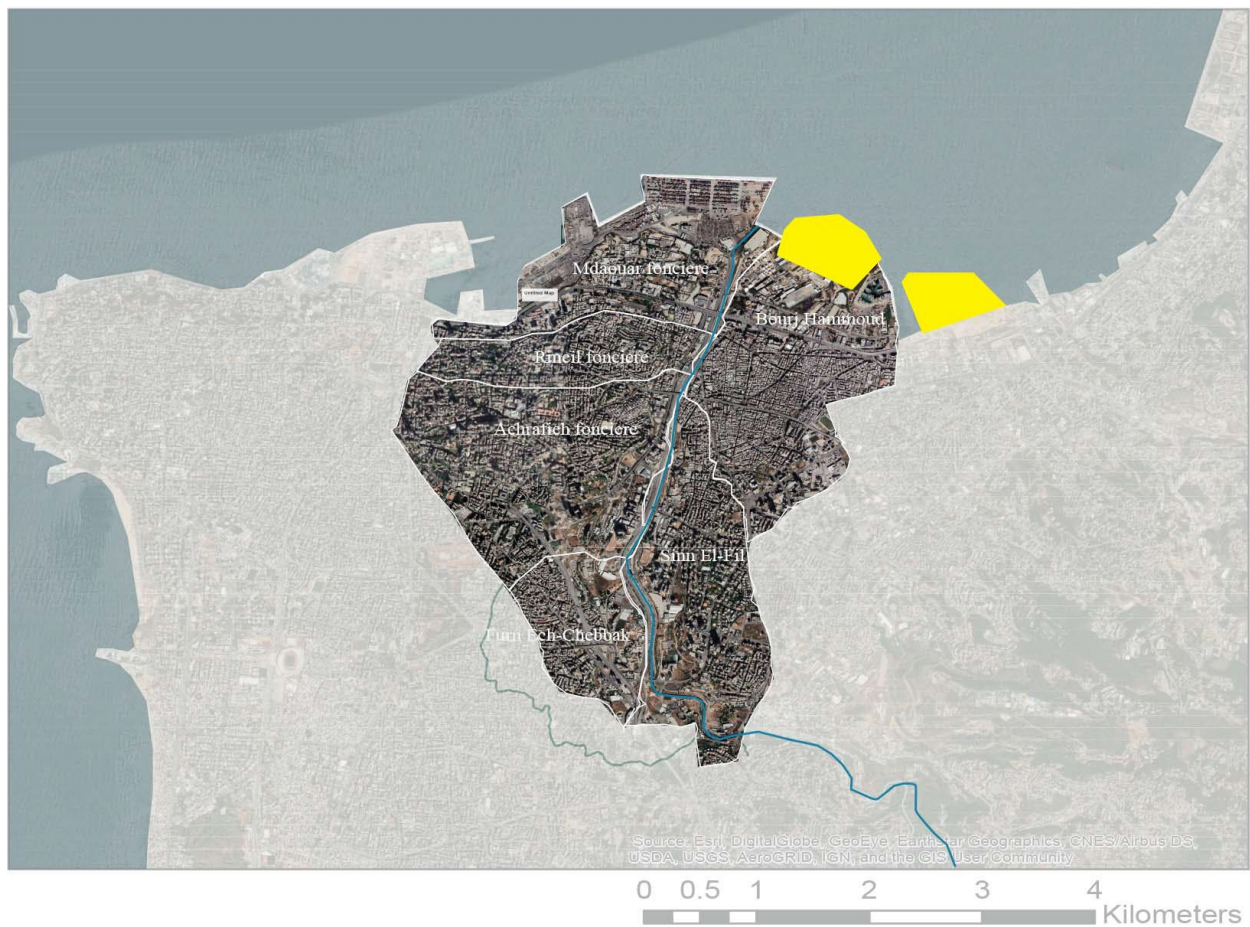 Mdaouar fonciere
Untitled Map
Bourj Hammoud
Rmeil fonciere
Achrafieh fonciere
Sinn El-Fil
Furn Ech-Chebbak
Source: Esri, DigitalGlobe, GeoEye, Earthstar Geographics, CNES/Airbus DS,
USDA, USGS, AeroGRID, IGN, and the GIS User Community
0 0.5 1 2 3 4
Kilometers